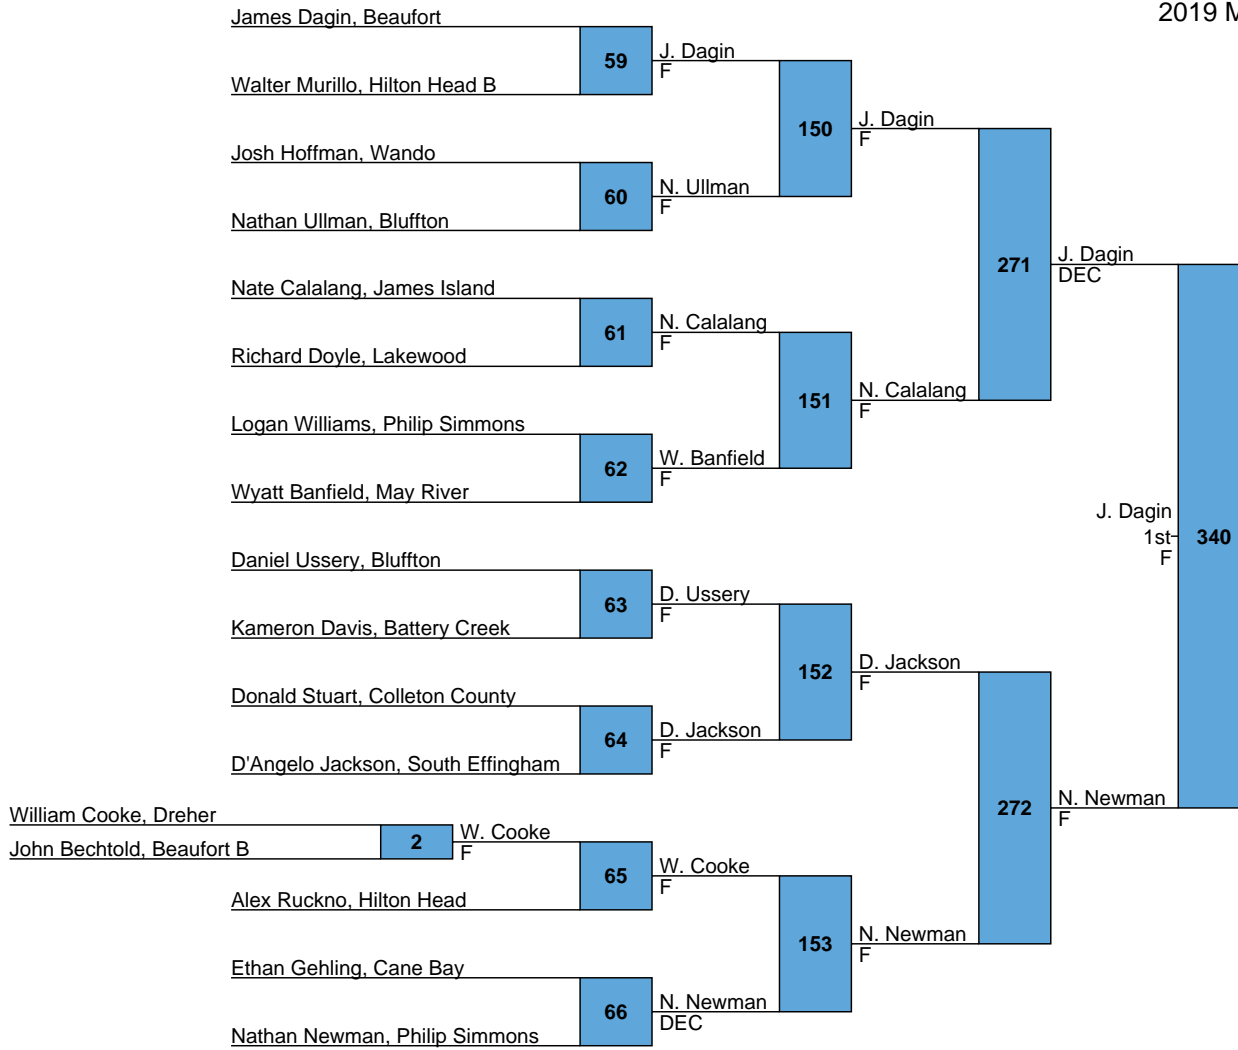 2019 M
James Dagin, Beaufort
59
J. Dagin
F
Walter Murillo, Hilton Head B
150
J. Dagin
F
Josh Hoffman, Wando
60
N. Ullman
F
Nathan Ullman, Bluffton
271
J. Dagin
DEC
Nate Calalang, James Island
61
N. Calalang
F
Richard Doyle, Lakewood
151
N. Calalang
F
Logan Williams, Philip Simmons
62
W. Banfield
F
Wyatt Banfield, May River
J. Dagin
1st
F
340
Daniel Ussery, Bluffton
63
D. Ussery
F
Kameron Davis, Battery Creek
152
D. Jackson
F
Donald Stuart, Colleton County
64
D. Jackson
F
D'Angelo Jackson, South Effingham
272
N. Newman
F
William Cooke, Dreher
2
W. Cooke
F
John Bechtold, Beaufort B
65
W. Cooke
F
Alex Ruckno, Hilton Head
153
N. Newman
F
Ethan Gehling, Cane Bay
66
N. Newman
DEC
Nathan Newman, Philip Simmons